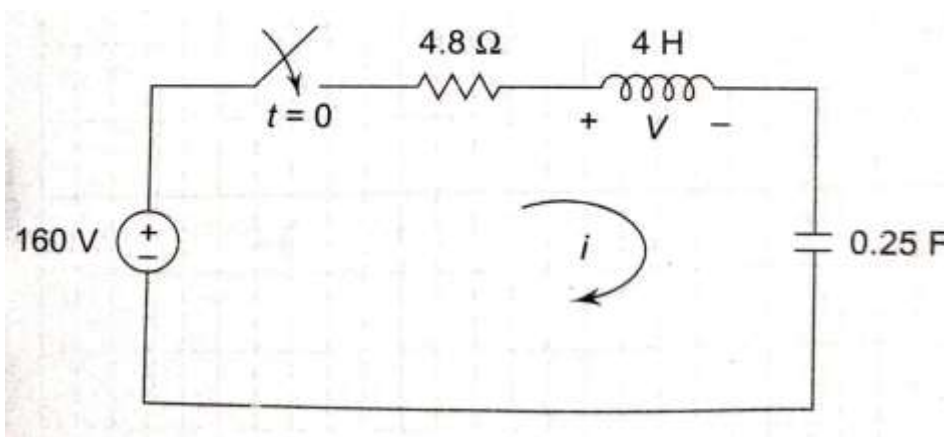 4.8 Ω
4 H
t = 0
+ V −
160 V
+
−
i
0.25 F